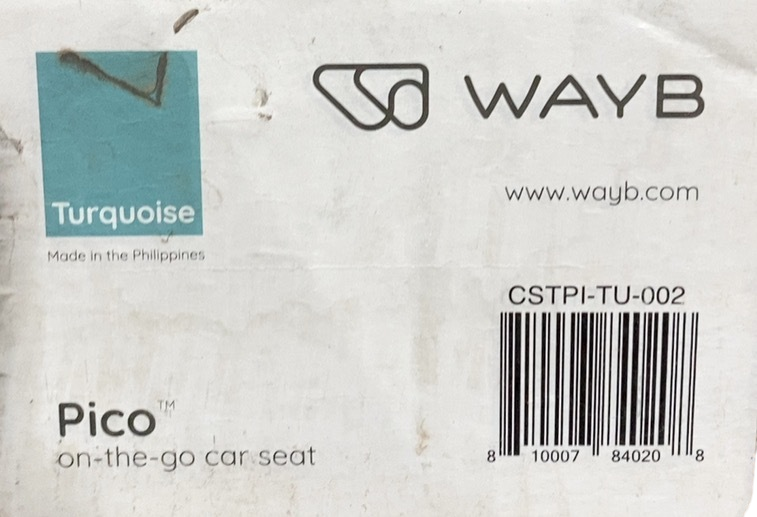 WAYB
www.wayb.com
Turquoise
Made in the Philippines
CSTPI-TU-002
8 10007 84020 8
Pico™
on-the-go car seat